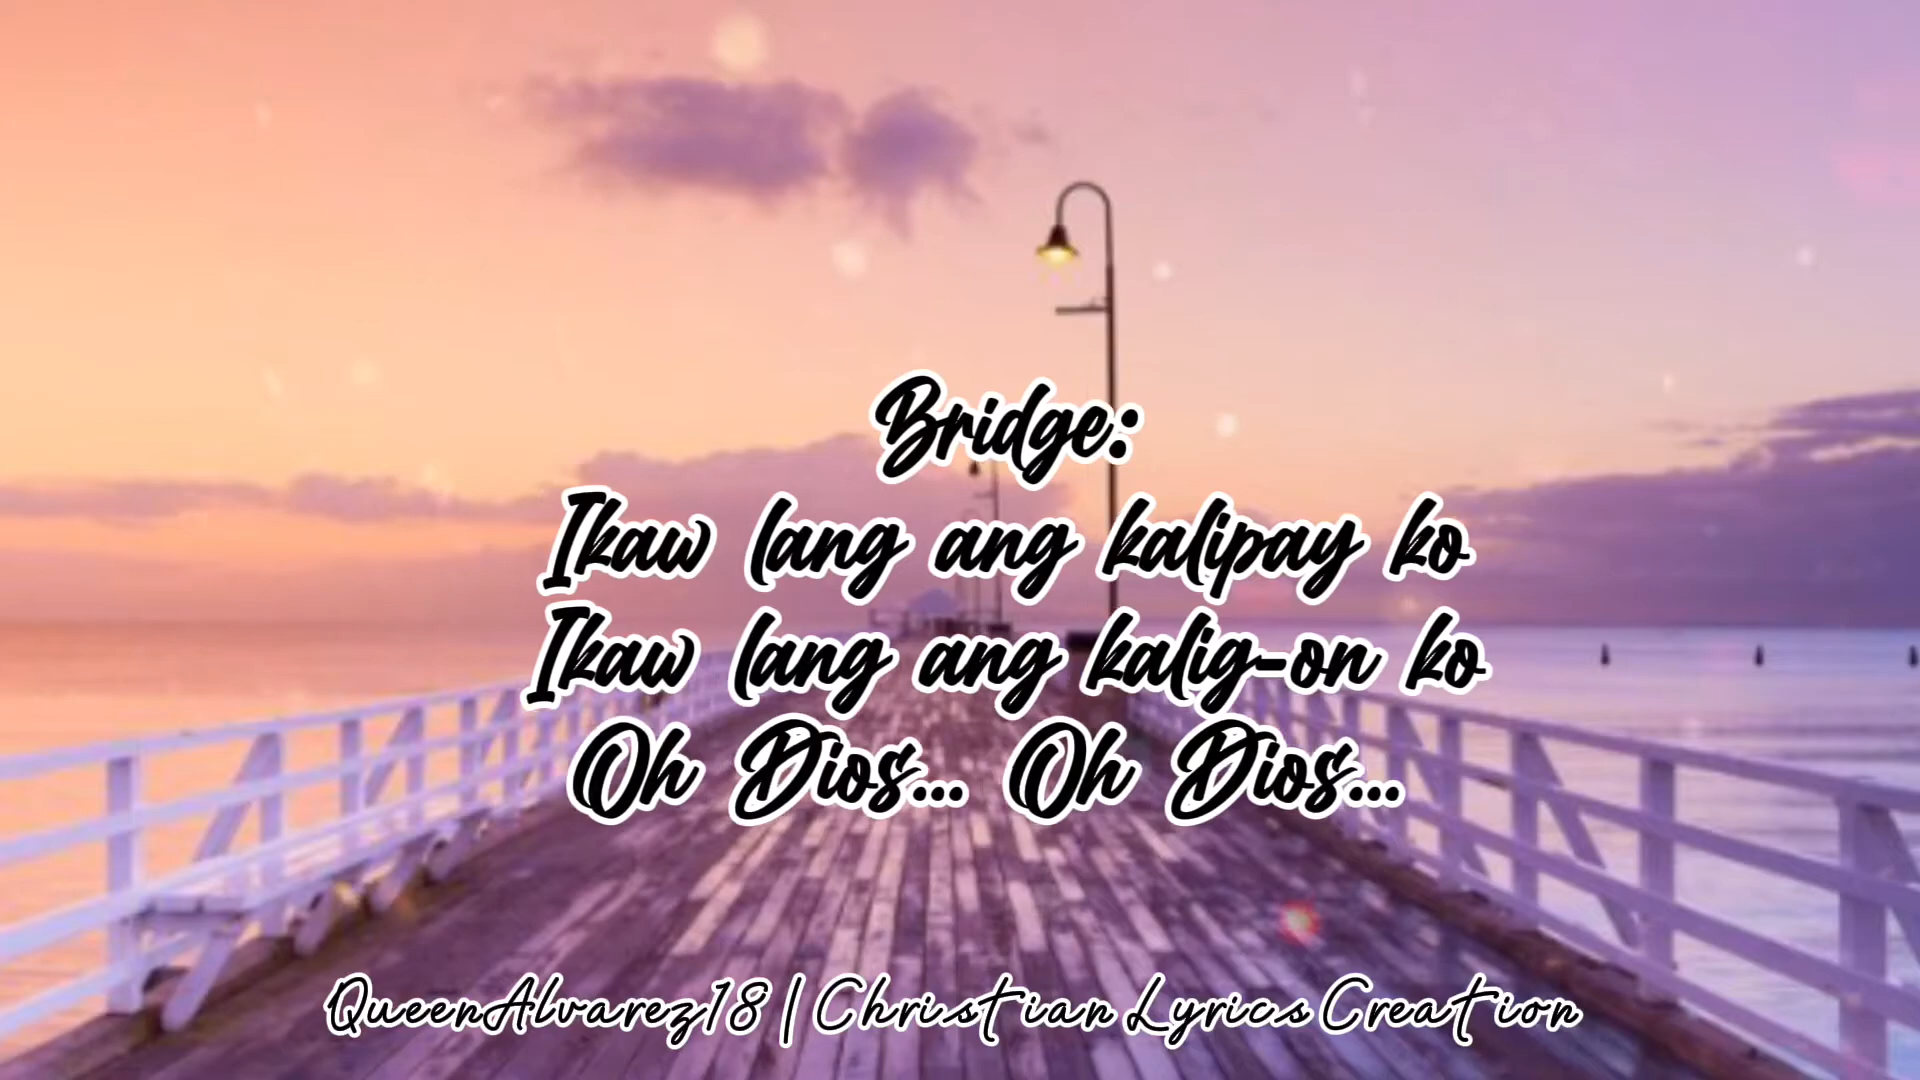 Bridge:
Ikaw lang ang kalipay ko
Ikaw lang ang kalig-on ko
Oh Dios... Oh Dios...
QueenAlvarez18 | Christian Lyrics Creation